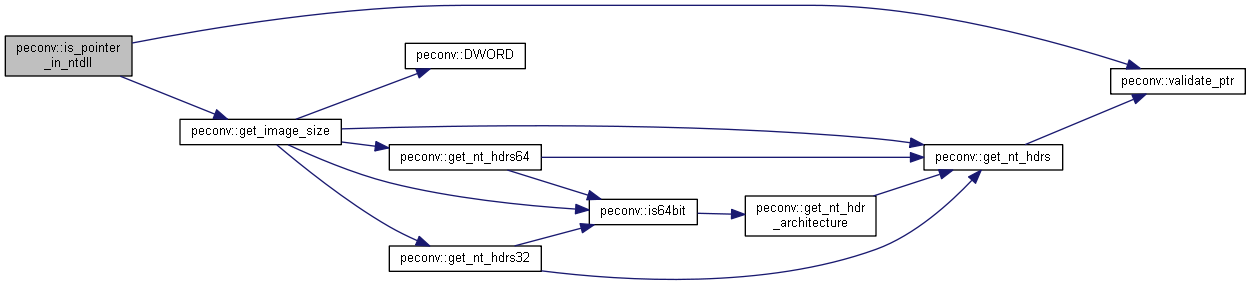 peconv::is_pointer
_in_ntdll
peconv::get_image_size
peconv::DWORD
peconv::get_nt_hdrs64
peconv::get_nt_hdrs32
peconv::is64bit
peconv::get_nt_hdr
_architecture
peconv::get_nt_hdrs
peconv::validate_ptr